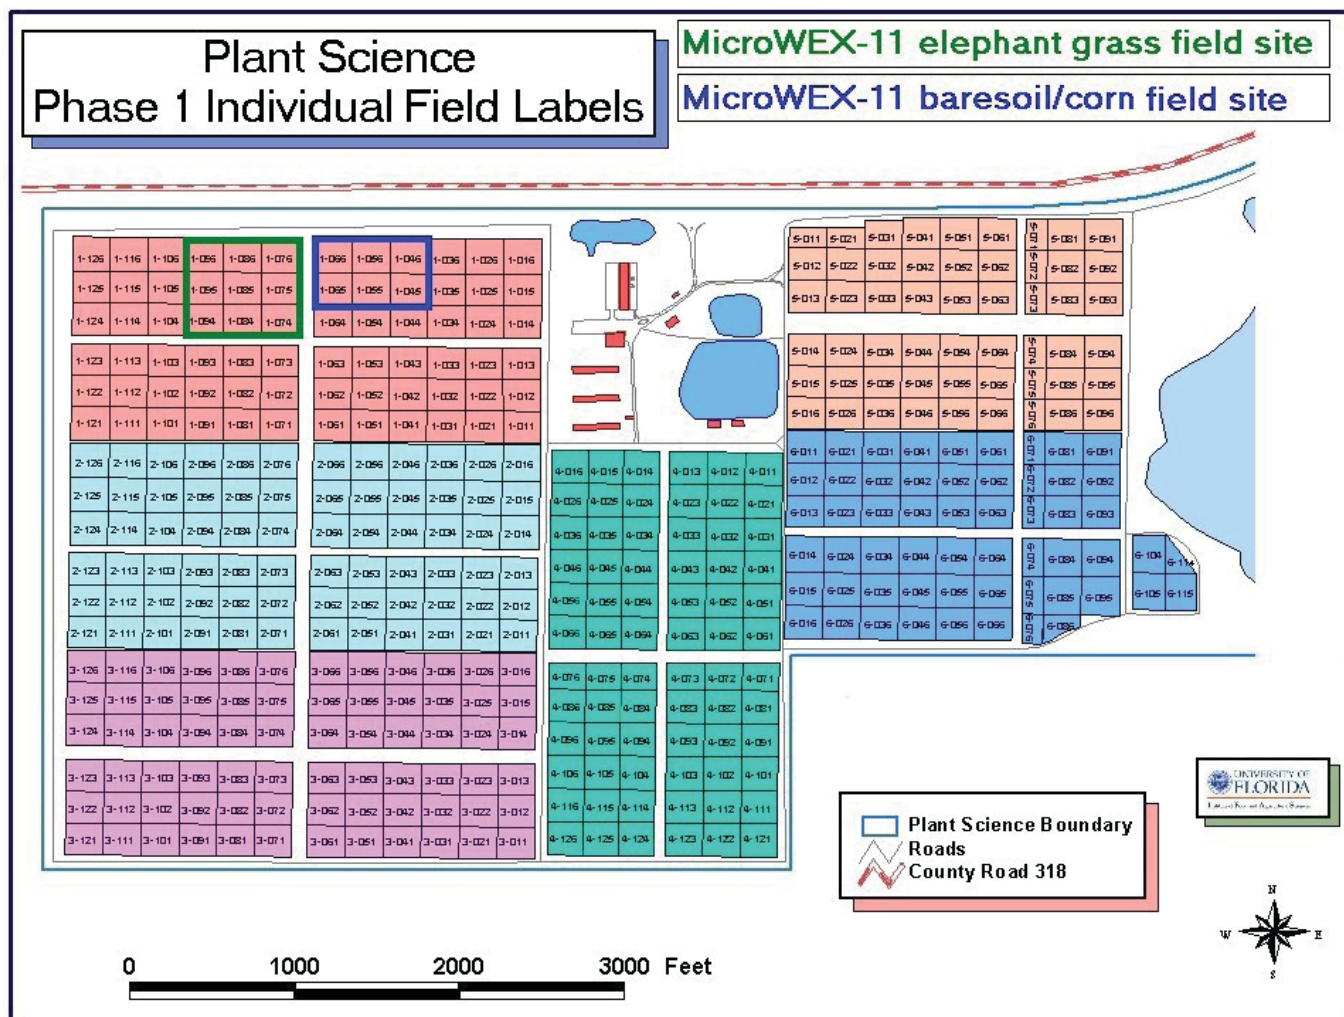 Plant Science
Phase 1 Individual Field Labels
MicroWEX-11 elephant grass field site
MicroWEX-11 baresoil/corn field site
1-126 1-116 1-106 1-096 1-086 1-076 1-066 1-056 1-046 1-036 1-026 1-016
1-125 1-115 1-105 1-095 1-085 1-075 1-065 1-055 1-045 1-035 1-025 1-015
1-124 1-114 1-104 1-094 1-084 1-074 1-064 1-054 1-044 1-034 1-024 1-014
1-123 1-113 1-103 1-093 1-083 1-073 1-063 1-053 1-043 1-033 1-023 1-013
1-122 1-112 1-102 1-092 1-082 1-072 1-062 1-052 1-042 1-032 1-022 1-012
1-121 1-111 1-101 1-091 1-081 1-071 1-061 1-051 1-041 1-031 1-021 1-011
2-126 2-116 2-106 2-096 2-086 2-076 2-066 2-056 2-046 2-036 2-026 2-016
2-125 2-115 2-105 2-095 2-085 2-075 2-065 2-055 2-045 2-035 2-025 2-015
2-124 2-114 2-104 2-094 2-084 2-074 2-064 2-054 2-044 2-034 2-024 2-014
2-123 2-113 2-103 2-093 2-083 2-073 2-063 2-053 2-043 2-033 2-023 2-013
2-122 2-112 2-102 2-092 2-082 2-072 2-062 2-052 2-042 2-032 2-022 2-012
2-121 2-111 2-101 2-091 2-081 2-071 2-061 2-051 2-041 2-031 2-021 2-011
3-126 3-116 3-106 3-096 3-086 3-076 3-066 3-056 3-046 3-036 3-026 3-016
3-125 3-115 3-105 3-095 3-085 3-075 3-065 3-055 3-045 3-035 3-025 3-015
3-124 3-114 3-104 3-094 3-084 3-074 3-064 3-054 3-044 3-034 3-024 3-014
3-123 3-113 3-103 3-093 3-083 3-073 3-063 3-053 3-043 3-033 3-023 3-013
3-122 3-112 3-102 3-092 3-082 3-072 3-062 3-052 3-042 3-032 3-022 3-012
3-121 3-111 3-101 3-091 3-081 3-071 3-061 3-051 3-041 3-031 3-021 3-011
4-016 4-015 4-014 4-013 4-012 4-011
4-026 4-025 4-024 4-023 4-022 4-021
4-036 4-035 4-034 4-033 4-032 4-031
4-046 4-045 4-044 4-043 4-042 4-041
4-056 4-055 4-054 4-053 4-052 4-051
4-066 4-065 4-064 4-063 4-062 4-061
4-076 4-075 4-074 4-073 4-072 4-071
4-086 4-085 4-084 4-083 4-082 4-081
4-096 4-095 4-094 4-093 4-092 4-091
4-106 4-105 4-104 4-103 4-102 4-101
4-116 4-115 4-114 4-113 4-112 4-111
4-126 4-125 4-124 4-123 4-122 4-121
5-011 5-021 5-031 5-041 5-051 5-061 5-071 5-081 5-091
5-012 5-022 5-032 5-042 5-052 5-062 5-072 5-082 5-092
5-013 5-023 5-033 5-043 5-053 5-063 5-073 5-083 5-093
5-014 5-024 5-034 5-044 5-054 5-064 5-074 5-084 5-094
5-015 5-025 5-035 5-045 5-055 5-065 5-075 5-085 5-095
5-016 5-026 5-036 5-046 5-056 5-066 5-076 5-086 5-096
6-011 6-021 6-031 6-041 6-051 6-061 6-071 6-081 6-091
6-012 6-022 6-032 6-042 6-052 6-062 6-072 6-082 6-092
6-013 6-023 6-033 6-043 6-053 6-063 6-073 6-083 6-093
6-014 6-024 6-034 6-044 6-054 6-064 6-074 6-084 6-094 6-104 6-114
6-015 6-025 6-035 6-045 6-055 6-065 6-075 6-085 6-095 6-105 6-115
6-016 6-026 6-036 6-046 6-056 6-066 6-076 6-086
UNIVERSITY OF
FLORIDA
Plant Science Boundary
Roads
County Road 318
N
W E
S
0 1000 2000 3000 Feet